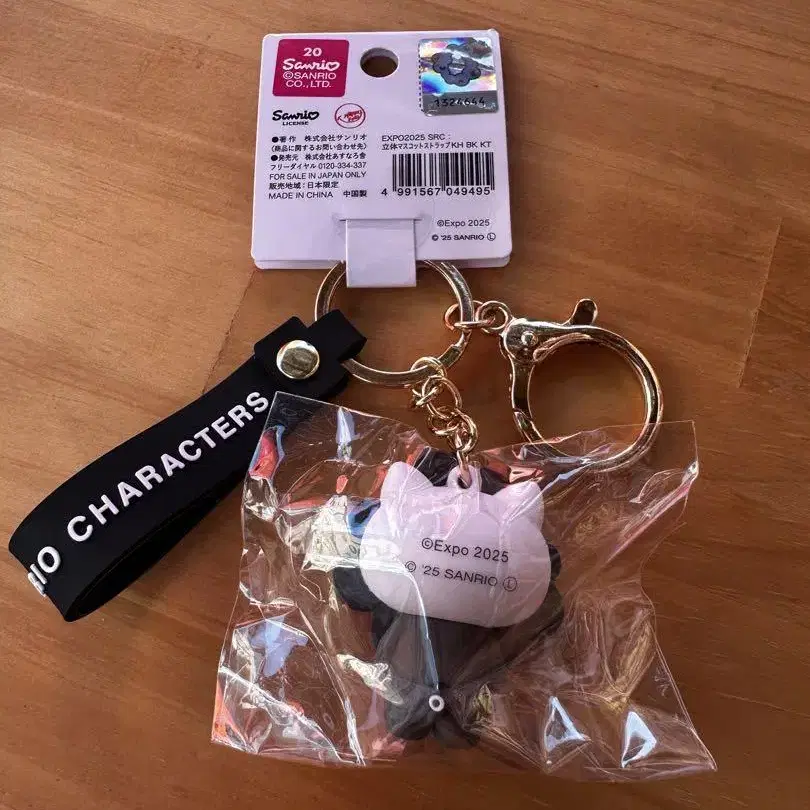 20
Sanrio
©SANRIO
CO., LTD.
1324644
Sanrio
LICENSE
●著作 株式会社サンリオ
(商品に関するお問い合わせ先)
●発売元 株式会社あすなろ舎
フリーダイヤル 0120-334-337
FOR SALE IN JAPAN ONLY
販売地域:日本限定
MADE IN CHINA 中国製
EXPO2025 SRC:
立体マスコットストラップKH BK KT
4 991567 049495
©Expo 2025
© '25 SANRIO Ⓛ
IO CHARACTERS
©Expo 2025
© '25 SANRIO Ⓛ